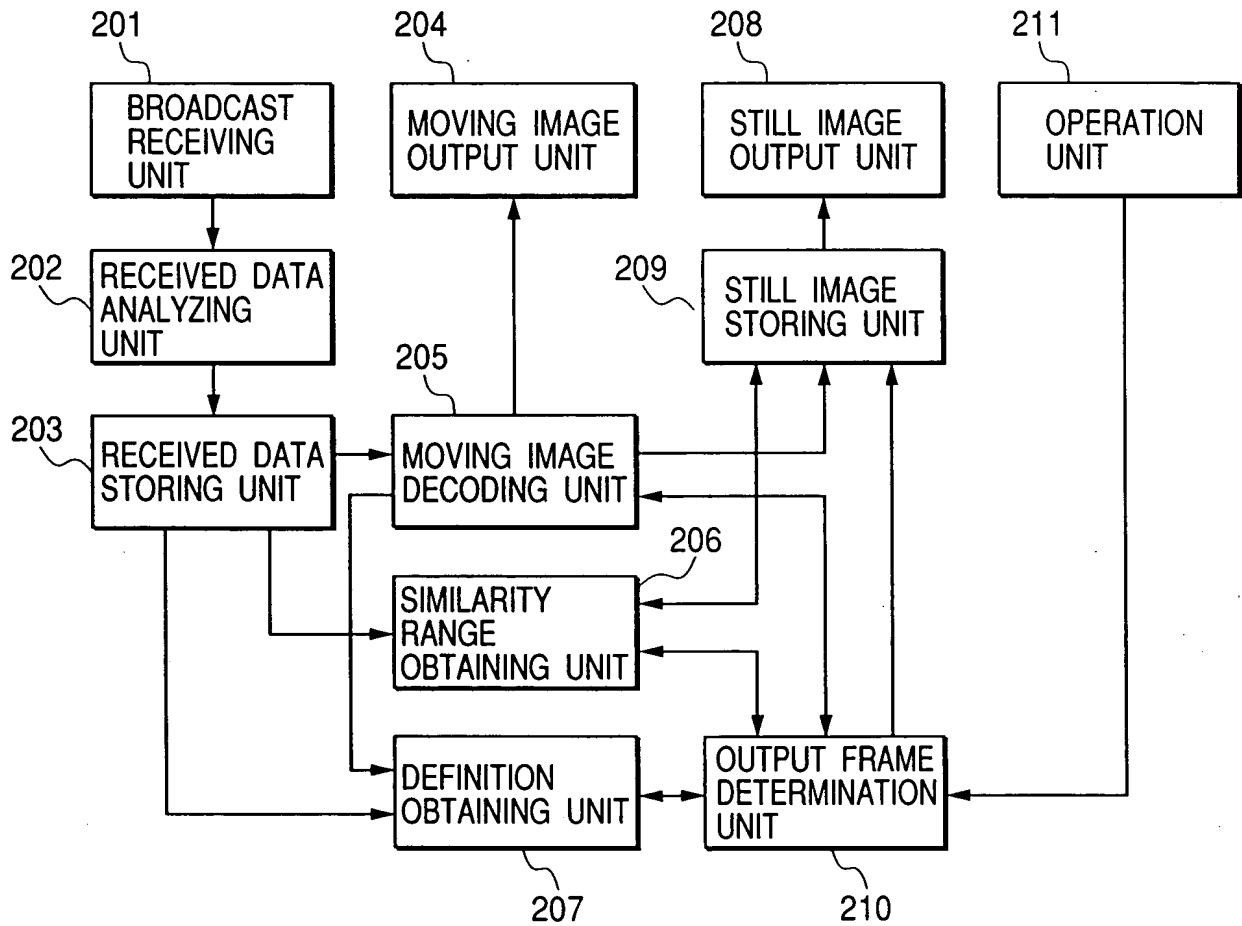 201
BROADCAST
RECEIVING
UNIT
204
MOVING IMAGE
OUTPUT UNIT
208
STILL IMAGE
OUTPUT UNIT
211
OPERATION
UNIT
202
RECEIVED DATA
ANALYZING
UNIT
209
STILL IMAGE
STORING UNIT
203
RECEIVED DATA
STORING UNIT
205
MOVING IMAGE
DECODING UNIT
206
SIMILARITY
RANGE
OBTAINING UNIT
DEFINITION
OBTAINING UNIT
207
OUTPUT FRAME
DETERMINATION
UNIT
210